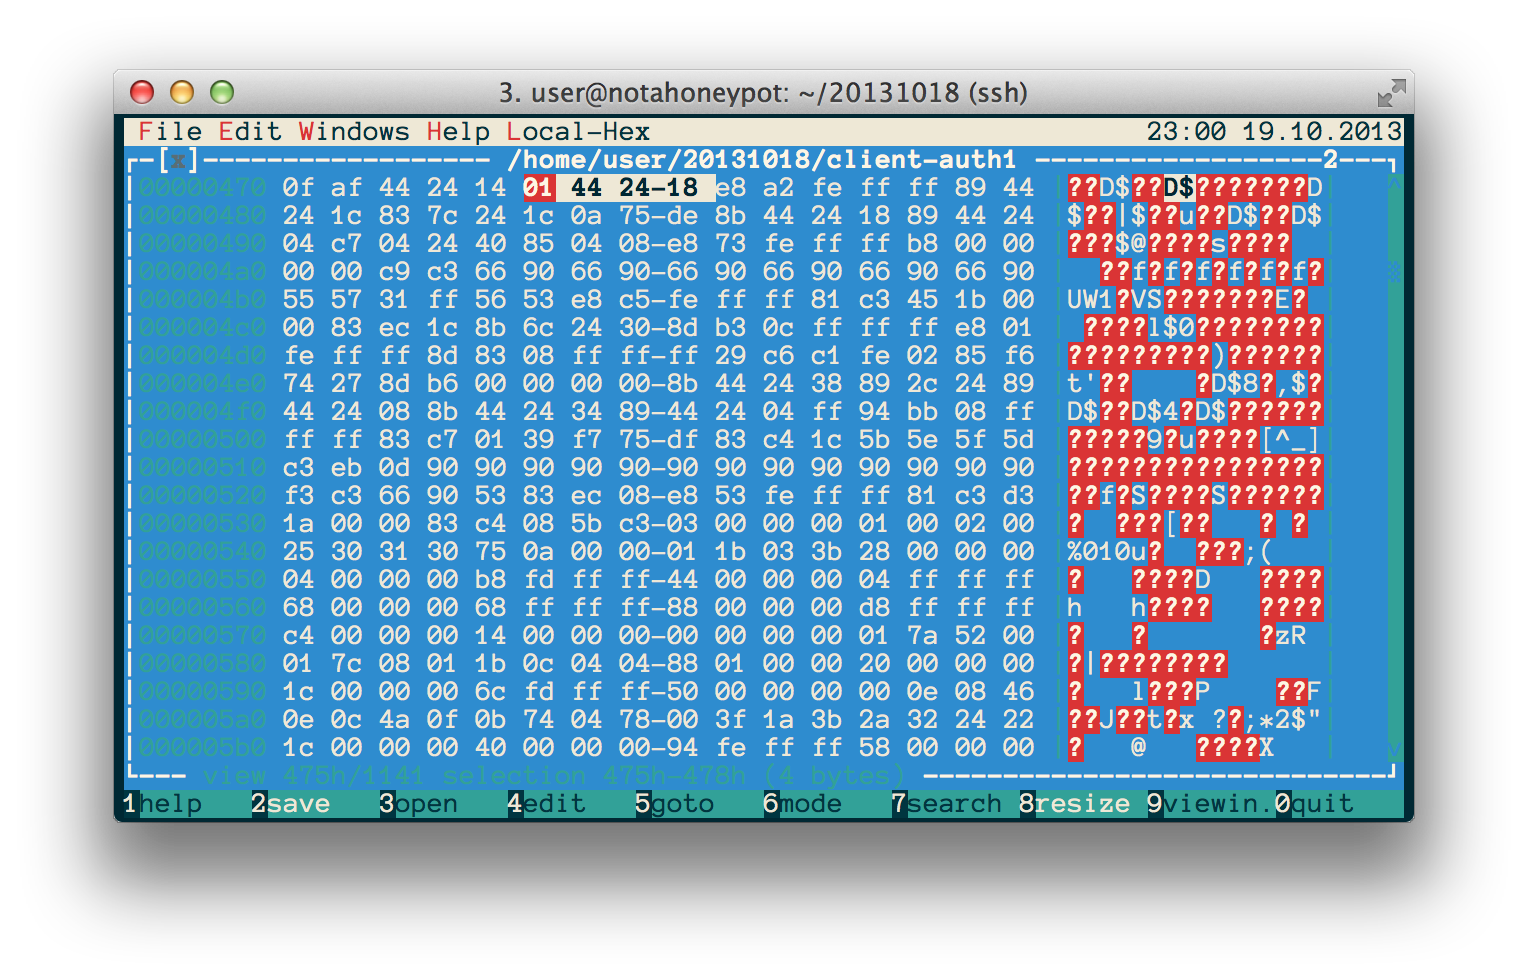 3. user@notahoneypot: ~/20131018 (ssh)
File Edit Windows Help Local-Hex 23:00 19.10.2013
[x] /home/user/20131018/client-auth1 2
00000470 0f af 44 24 14 01 44 24-18 e8 a2 fe ff ff 89 44 ??D$??D$???????D
00000480 24 1c 83 7c 24 1c 0a 75-de 8b 44 24 18 89 44 24 $??|$??u??D$??D$
00000490 04 c7 04 24 40 85 04 08-e8 73 fe ff ff b8 00 00 ???$@????s????
000004a0 00 00 c9 c3 66 90 66 90-66 90 66 90 66 90 66 90 ??f?f?f?f?f?f?
000004b0 55 57 31 ff 56 53 e8 c5-fe ff ff 81 c3 45 1b 00 UW1?VS???????E?
000004c0 00 83 ec 1c 8b 6c 24 30-8d b3 0c ff ff ff e8 01 ????l$0????????
000004d0 fe ff ff 8d 83 08 ff ff-ff 29 c6 c1 fe 02 85 f6 ?????????)??????
000004e0 74 27 8d b6 00 00 00 00-8b 44 24 38 89 2c 24 89 t'?? ?D$8?,$?
000004f0 44 24 08 8b 44 24 34 89-44 24 04 ff 94 bb 08 ff D$??D$4?D$??????
00000500 ff ff 83 c7 01 39 f7 75-df 83 c4 1c 5b 5e 5f 5d ?????9?u????[^_]
00000510 c3 eb 0d 90 90 90 90 90-90 90 90 90 90 90 90 90 ????????????????
00000520 f3 c3 66 90 53 83 ec 08-e8 53 fe ff ff 81 c3 d3 ??f?S????S??????
00000530 1a 00 00 83 c4 08 5b c3-03 00 00 00 01 00 02 00 ? ???[?? ? ?
00000540 25 30 31 30 75 0a 00 00-01 1b 03 3b 28 00 00 00 %010u? ???;(
00000550 04 00 00 00 b8 fd ff ff-44 00 00 00 04 ff ff ff ? ????D ????
00000560 68 00 00 00 68 ff ff ff-88 00 00 00 d8 ff ff ff h h???? ????
00000570 c4 00 00 00 14 00 00 00-00 00 00 00 01 7a 52 00 ? ? ?zR
00000580 01 7c 08 01 1b 0c 04 04-88 01 00 00 20 00 00 00 ?|????????
00000590 1c 00 00 00 6c fd ff ff-50 00 00 00 00 0e 08 46 ? l???P ??F
000005a0 0e 0c 4a 0f 0b 74 04 78-00 3f 1a 3b 2a 32 24 22 ??J??t?x ??;*2$"
000005b0 1c 00 00 00 40 00 00 00-94 fe ff ff 58 00 00 00 ? @ ????X
view 475h/1141 selection 475h-478h (4 bytes)
1help 2save 3open 4edit 5goto 6mode 7search 8resize 9viewin. 0quit